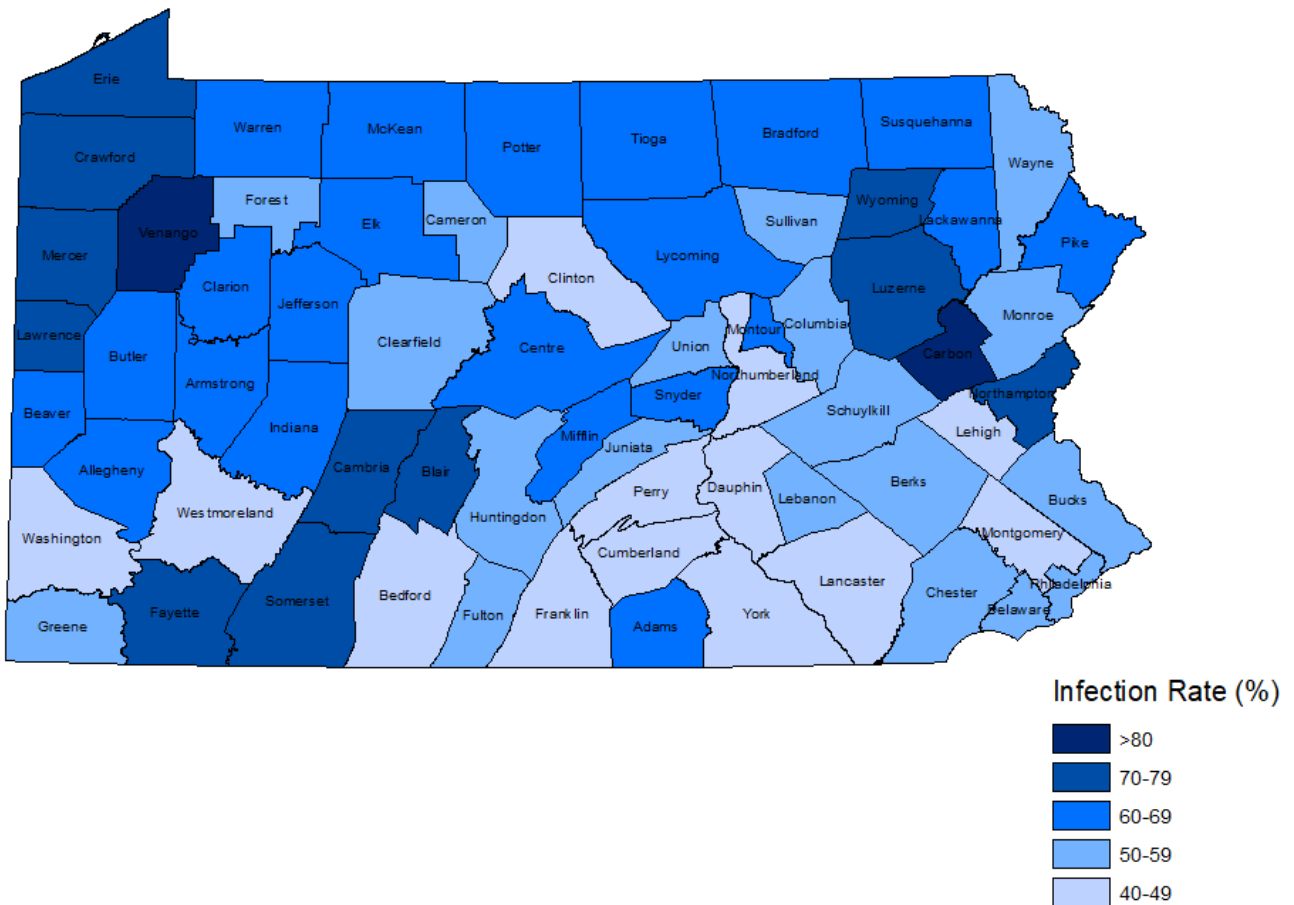 Erie
Warren
McKean
Potter
Tioga
Bradford
Susquehanna
Crawford
Wayne
Forest
Cameron
Elk
Sullivan
Wyoming
Lackawanna
Venango
Pike
Mercer
Lycoming
Clinton
Clarion
Jefferson
Luzerne
Monroe
Lawrence
Butler
Clearfield
Centre
Union
Montour
Columbia
Carbon
Armstrong
Northumberland
Snyder
Northampton
Beaver
Indiana
Schuylkill
Lehigh
Mifflin
Juniata
Allegheny
Cambria
Blair
Perry
Dauphin
Lebanon
Berks
Bucks
Westmoreland
Huntingdon
Washington
Montgomery
Cumberland
Lancaster
Philadelphia
Chester
Delaware
Bedford
Somerset
Fayette
Fulton
Franklin
Adams
York
Greene
Infection Rate (%)
>80
70-79
60-69
50-59
40-49